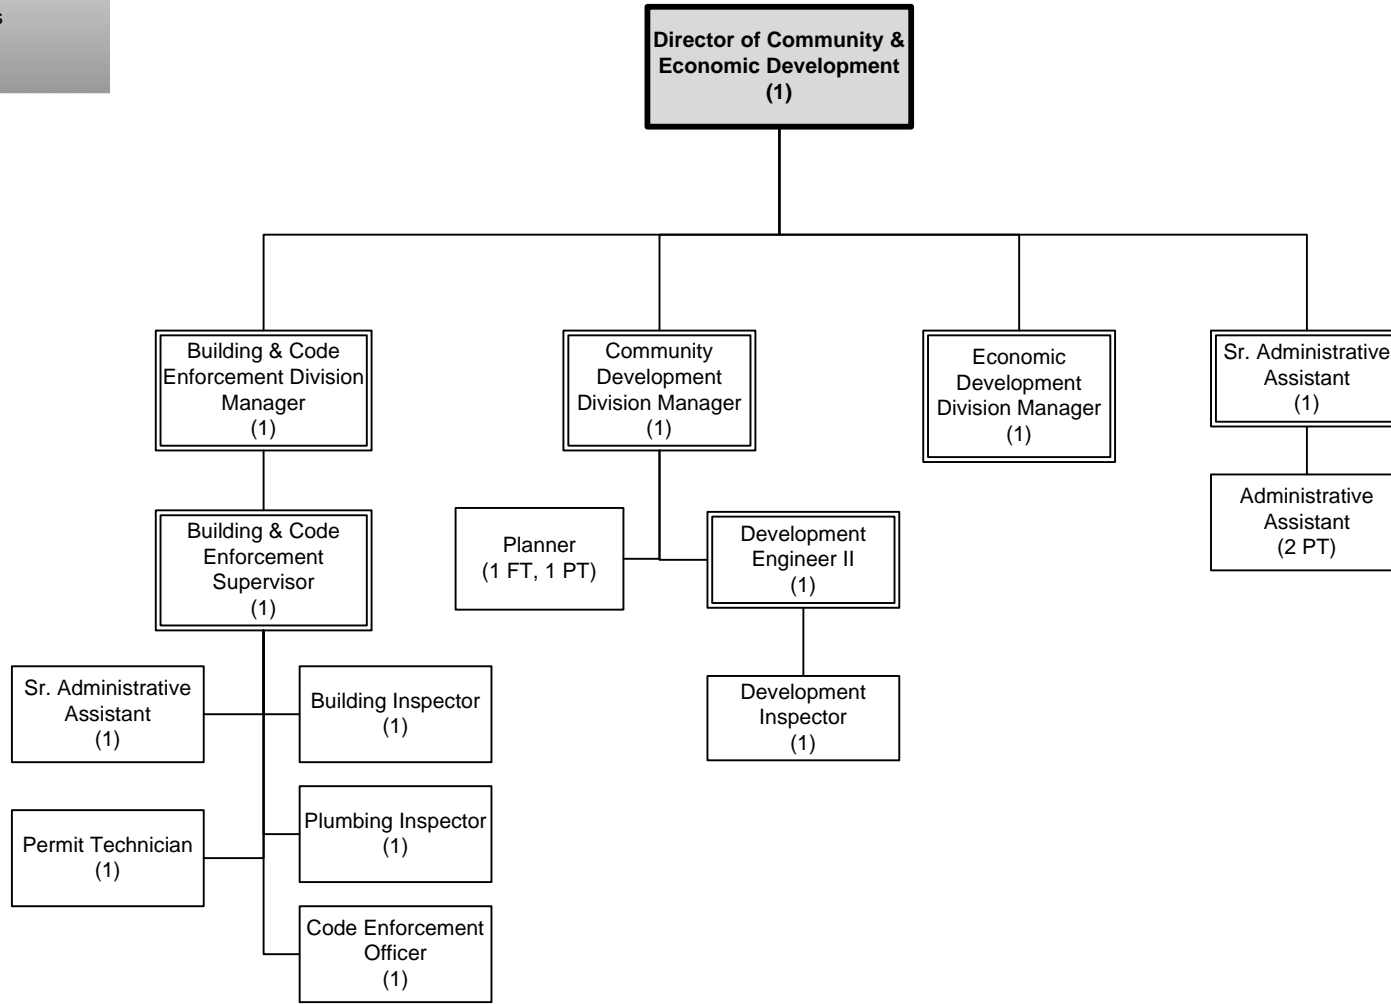 s
Director of Community &
Economic Development
(1)
Building & Code
Enforcement Division
Manager
(1)
Community
Development
Division Manager
(1)
Economic
Development
Division Manager
(1)
Sr. Administrative
Assistant
(1)
Building & Code
Enforcement
Supervisor
(1)
Planner
(1 FT, 1 PT)
Development
Engineer II
(1)
Administrative
Assistant
(2 PT)
Sr. Administrative
Assistant
(1)
Building Inspector
(1)
Development
Inspector
(1)
Permit Technician
(1)
Plumbing Inspector
(1)
Code Enforcement
Officer
(1)